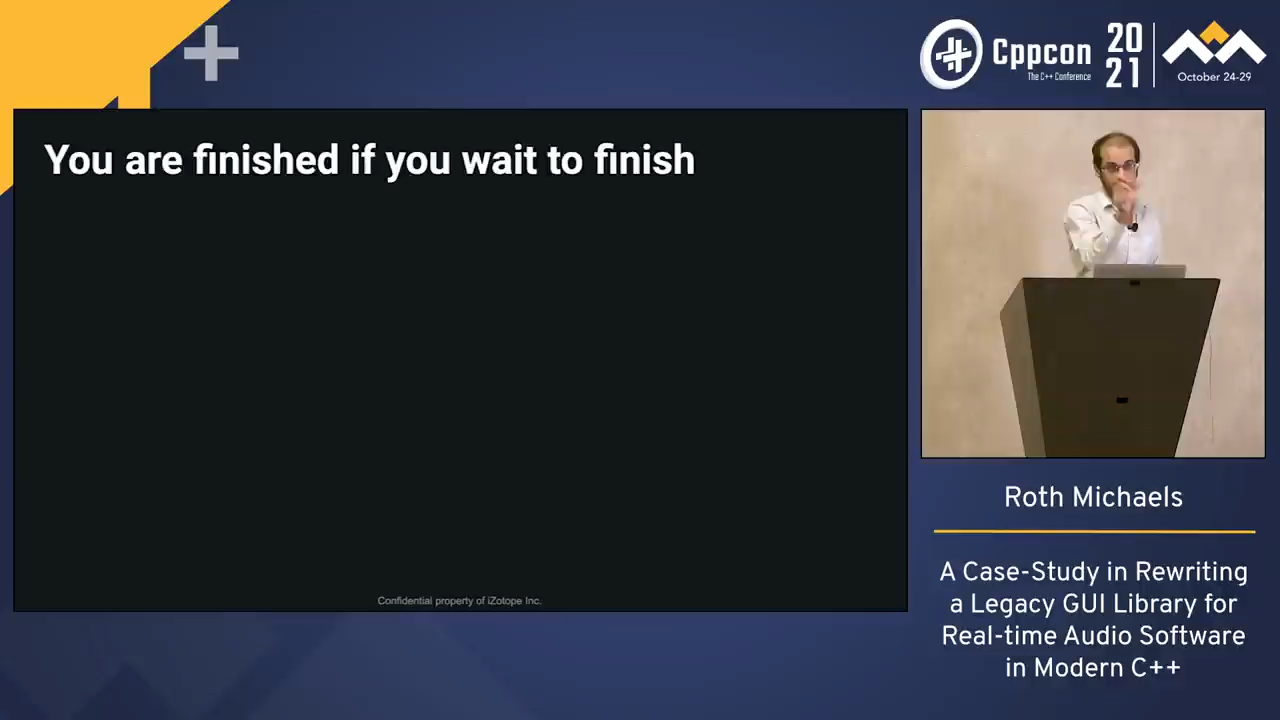 Cppcon
The C++ Conference
20
21
October 24-29
You are finished if you wait to finish
Confidential property of iZotope Inc.
Roth Michaels
A Case-Study in Rewriting
a Legacy GUI Library for
Real-time Audio Software
in Modern C++